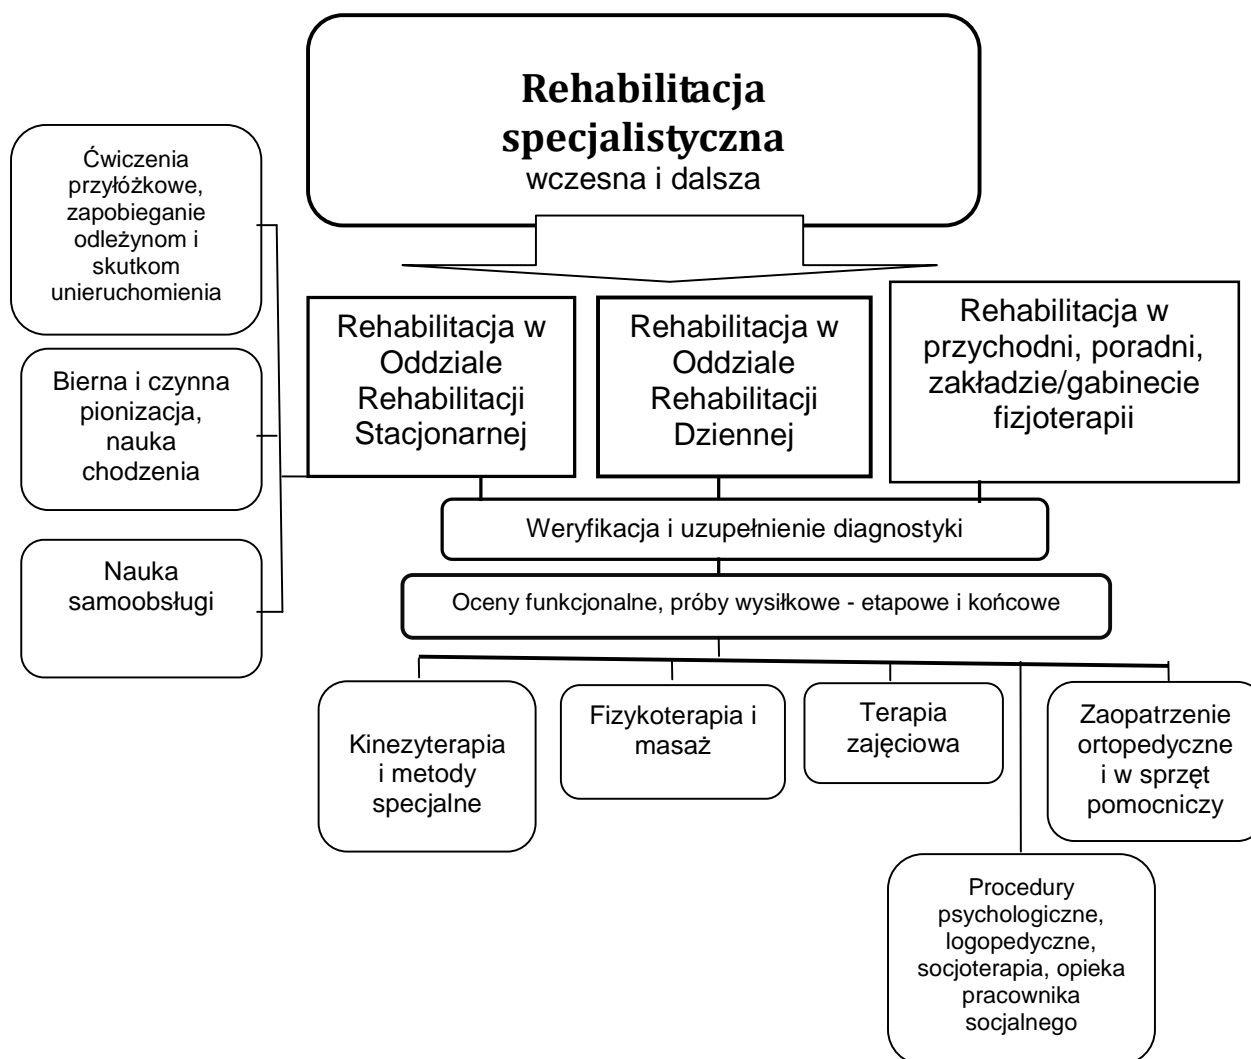 Rehabilitacja
specjalistyczna
wczesna i dalsza
Ćwiczenia
przyłóżkowe,
zapobieganie
odleżynom i
skutkom
unieruchomienia
Bierna i czynna
pionizacja,
nauka
chodzenia
Nauka
samoobsługi
Rehabilitacja w
Oddziale
Rehabilitacji
Stacjonarnej
Rehabilitacja w
Oddziale
Rehabilitacji
Dziennej
Rehabilitacja w
przychodni, poradni,
zakładzie/gabinecie
fizjoterapii
Weryfikacja i uzupełnienie diagnostyki
Oceny funkcjonalne, próby wysiłkowe - etapowe i końcowe
Kinezyterapia
i metody
specjalne
Fizykoterapia i
masaż
Terapia
zajęciowa
Zaopatrzenie
ortopedyczne
i w sprzęt
pomocniczy
Procedury
psychologiczne,
logopedyczne,
socjoterapia, opieka
pracownika
socjalnego